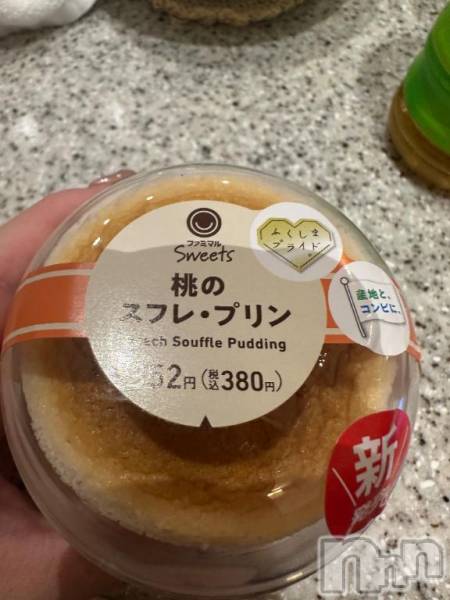 ファミマル
Sweets
ふくしま
プライド。
桃の
スフレ・プリン
産地と、
コンビに、
ech Souffle Pudding
52円(税込380円)
新